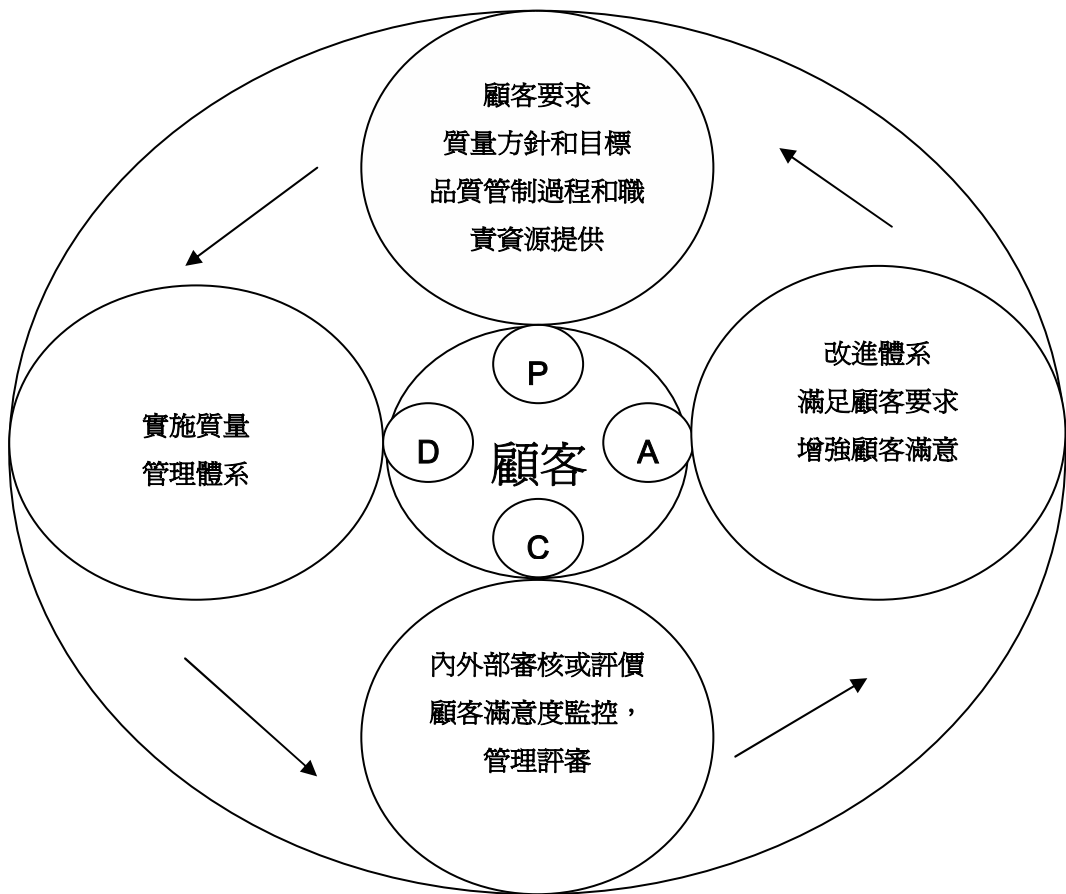 顧客要求
質量方針和目標
品質管制過程和職
責資源提供
P
改進體系
滿足顧客要求
增強顧客滿意
實施質量
管理體系
D
顧客
A
C
內外部審核或評價
顧客滿意度監控，
管理評審